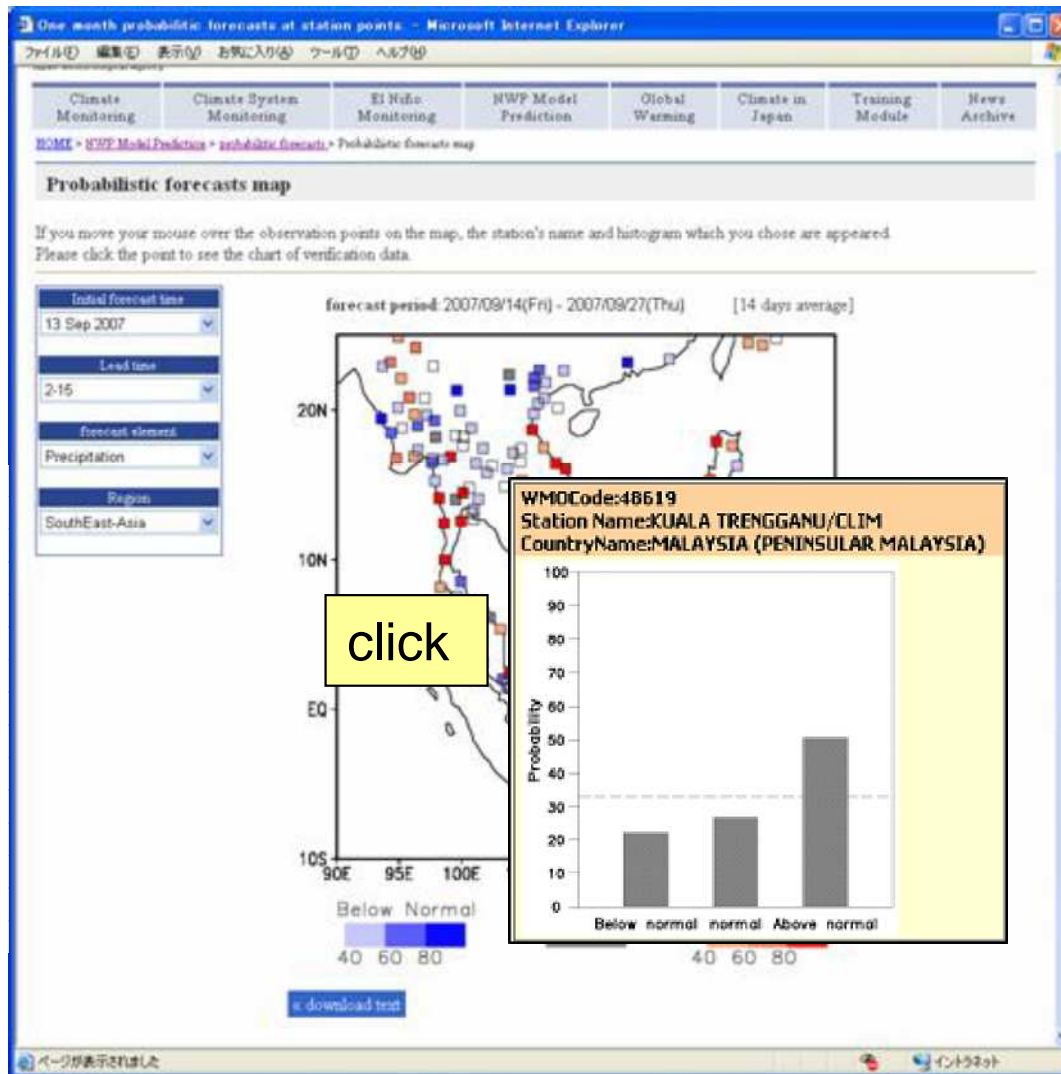 One month probabilitic forecasts at station points - Microsoft Internet Explorer
ファイル(F) 編集(E) 表示(V) お気に入り(A) ツール(T) ヘルプ(H)
Climate Monitoring Climate System Monitoring El Niño Monitoring NWP Model Prediction Global Warming Climate in Japan Training Module News Archive
HOME > NWP Model Prediction > probabilitic forecasts > Probabilistic forecasts map
Probabilistic forecasts map
If you move your mouse over the observation points on the map, the station's name and histogram which you chose are appeared.
Please click the point to see the chart of verification data.
Initial forecast time
13 Sep 2007
Lead time
2-15
forecast element
Precipitation
Region
SouthEast-Asia
forecast period: 2007/09/14(Fri) - 2007/09/27(Thu) [14 days average]
20N
10N
EQ
10S
90E 95E 100E
click
WMOCode:48619
Station Name:KUALA TRENGGANU/CLIM
CountryName:MALAYSIA (PENINSULAR MALAYSIA)
100
90
80
70
60
50
40
30
20
10
0
Probability
Below normal normal Above normal
Below Normal
40 60 80
40 60 80
« download text
ページが表示されました イントラネット